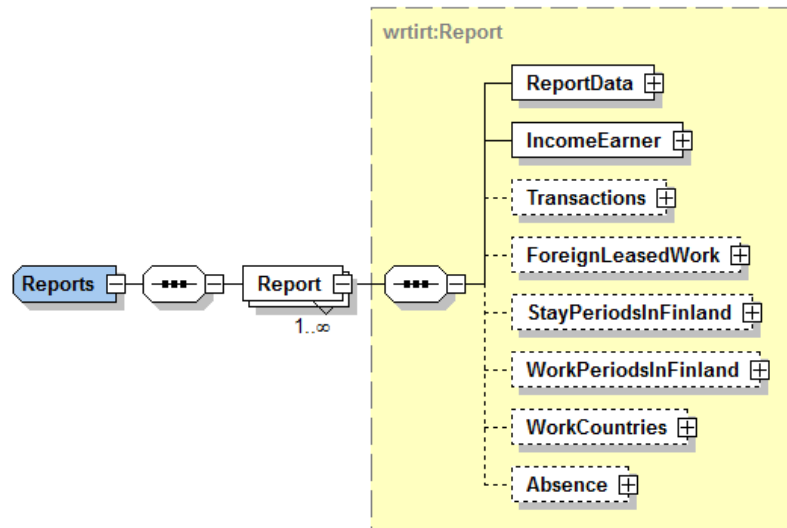 wrtirt:Report
ReportData
IncomeEarner
Transactions
ForeignLeasedWork
Reports
Report
1..∞
StayPeriodsInFinland
WorkPeriodsInFinland
WorkCountries
Absence